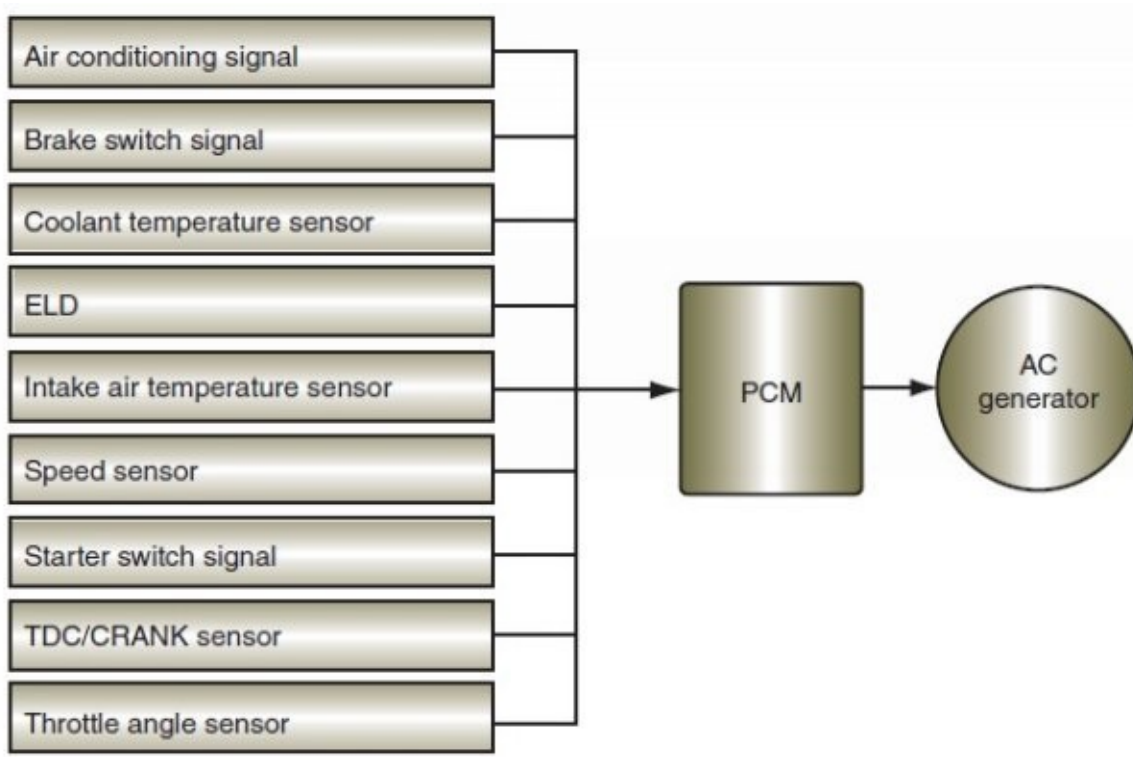 Air conditioning signal
Brake switch signal
Coolant temperature sensor
ELD
Intake air temperature sensor
Speed sensor
Starter switch signal
TDC/CRANK sensor
Throttle angle sensor
PCM
AC
generator